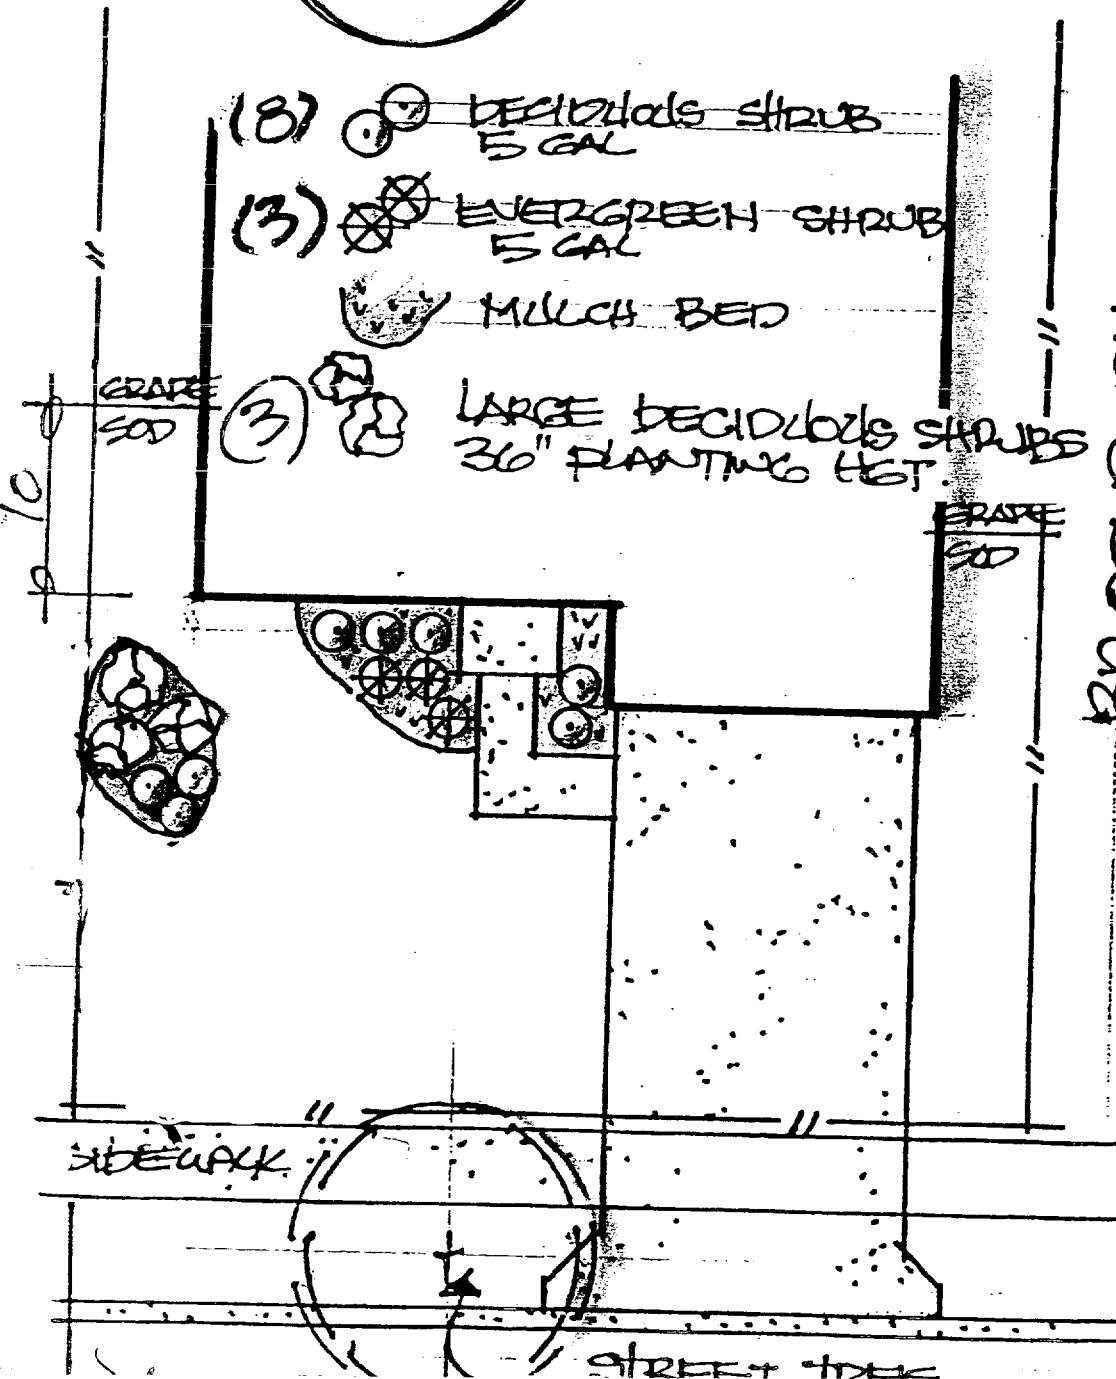 (8) DECIDUOUS SHRUB
5 GAL
(3) EVERGREEN SHRUB
5 GAL
MULCH BED
GRADE
SOD
(3) LARGE DECIDUOUS SHRUBS
36" PLANTING HGT.
10
GRADE
SOD
SIDEWALK
STREET TREE